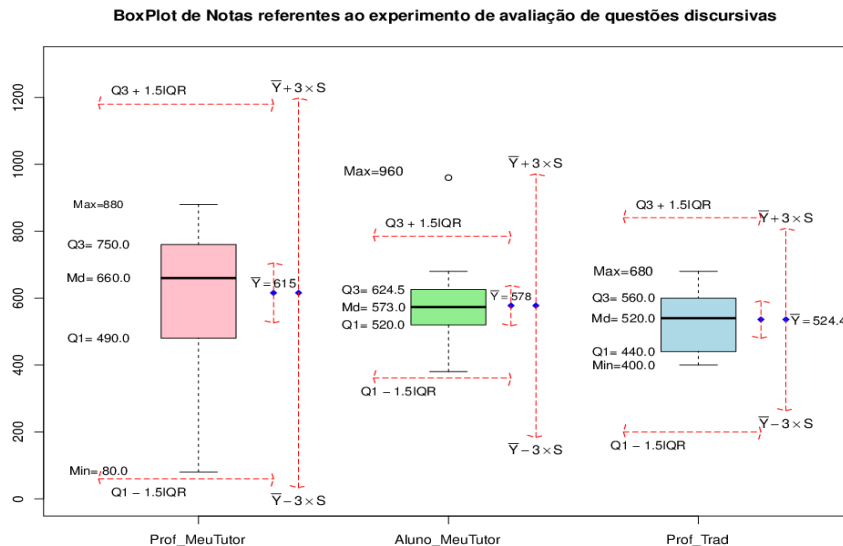 BoxPlot de Notas referentes ao experimento de avaliação de questões discursivas
1200
1000
800
600
400
200
0
Q3 + 1.5IQR
Y̅ + 3 × S
Max=880
Q3= 750.0
Md= 660.0
Y̅ = 615
Q1= 490.0
Min= 80.0
Q1 − 1.5IQR
Y̅ − 3 × S
Prof_MeuTutor
Max=960
Y̅ + 3 × S
Q3 + 1.5IQR
Q3= 624.5
Md= 573.0
Y̅ = 578
Q1= 520.0
Q1 − 1.5IQR
Y̅ − 3 × S
Aluno_MeuTutor
Q3 + 1.5IQR
Y̅ + 3 × S
Max=680
Q3= 560.0
Md= 520.0
Y̅ = 524.4
Q1= 440.0
Min=400.0
Y̅ − 3 × S
Q1 − 1.5IQR
Prof_Trad